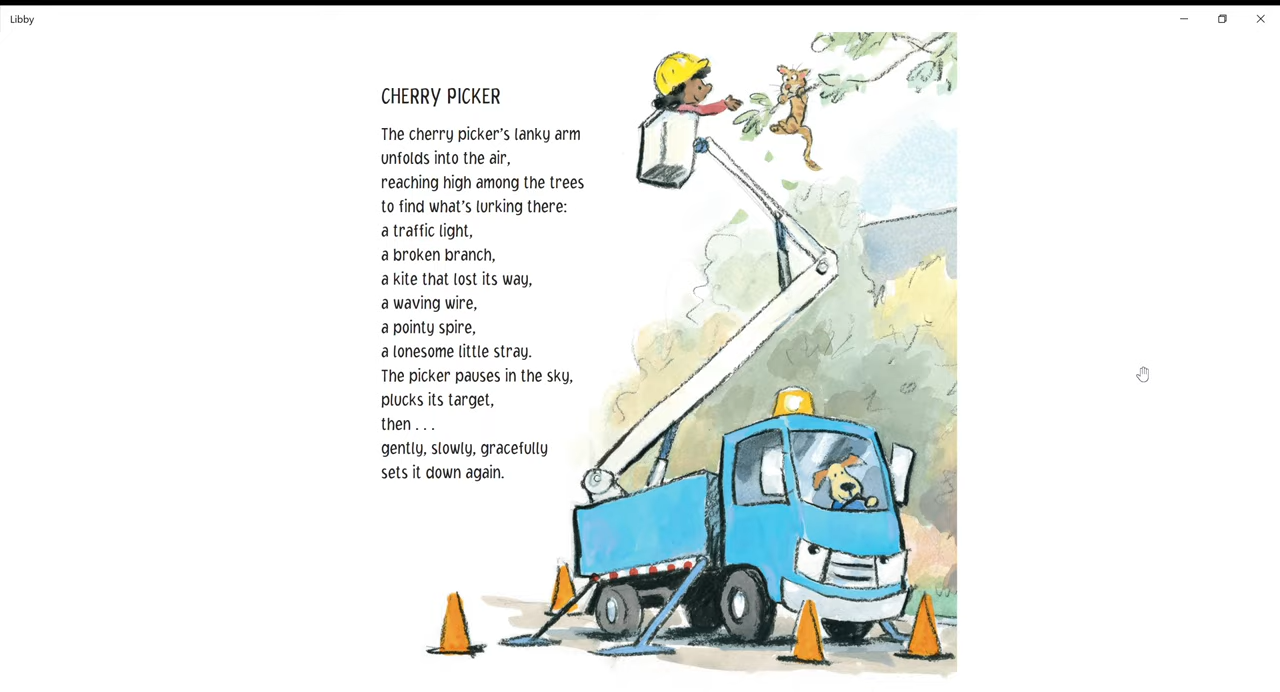 Libby
CHERRY PICKER
The cherry picker's lanky arm
unfolds into the air,
reaching high among the trees
to find what's lurking there:
a traffic light,
a broken branch,
a kite that lost its way,
a waving wire,
a pointy spire,
a lonesome little stray.
The picker pauses in the sky,
plucks its target,
then . . .
gently, slowly, gracefully
sets it down again.